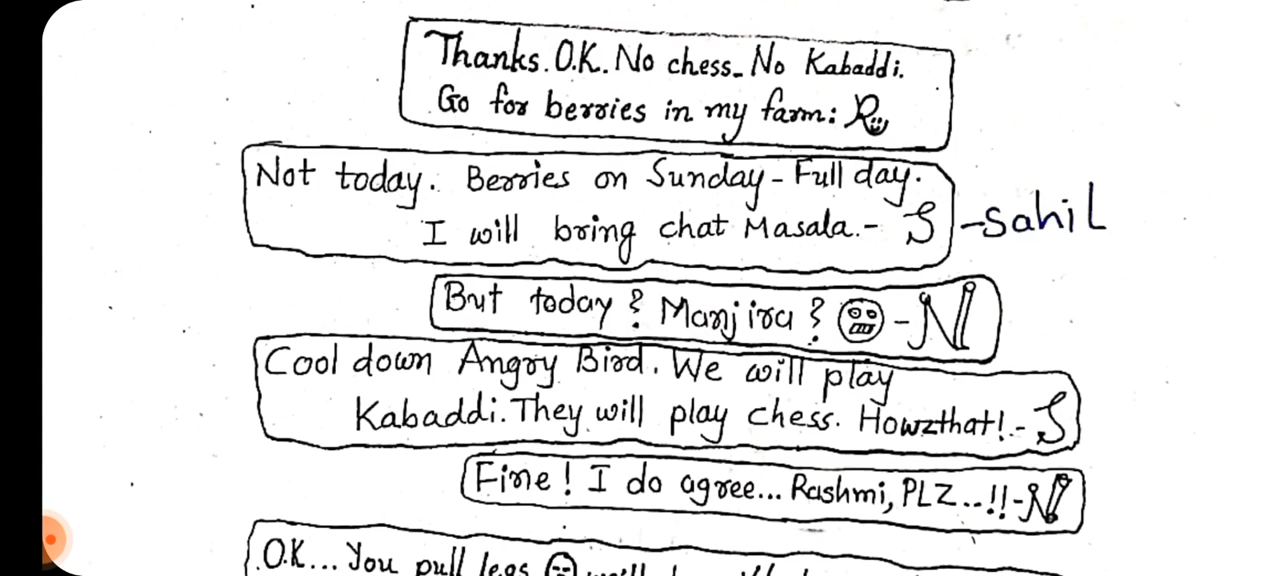 Thanks. O.K. No chess. No Kabaddi.
Go for berries in my farm: R
Not today. Berries on Sunday - Full day.
I will bring chat Masala. - S
-Sahil
But today? Manjira? - N
Cool down Angry Bird. We will play
Kabaddi. They will play chess. Howzthat! - S
Fine! I do agree... Rashmi, PLZ...!! - N
O.K... You pull legs